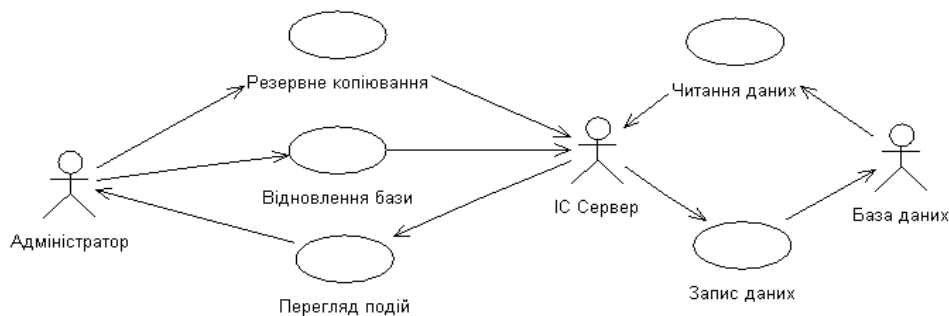 Резервне копіювання
Читання даних
Відновлення бази
ІС Сервер
База даних
Адміністратор
Перегляд подій
Запис даних